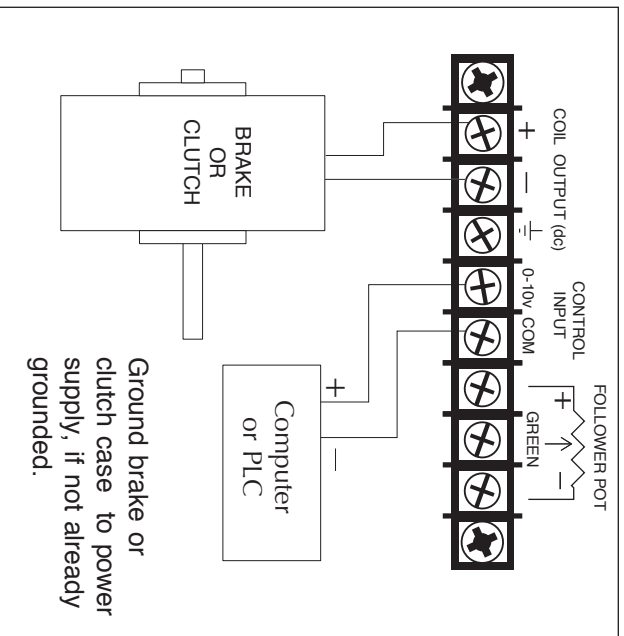 FOLLOWER POT
+ −
GREEN
CONTROL
INPUT
0-10v COM
COIL OUTPUT (dc)
+ −
BRAKE
OR
CLUTCH
+ −
Computer
or PLC
Ground brake or
clutch case to power
supply, if not already
grounded.